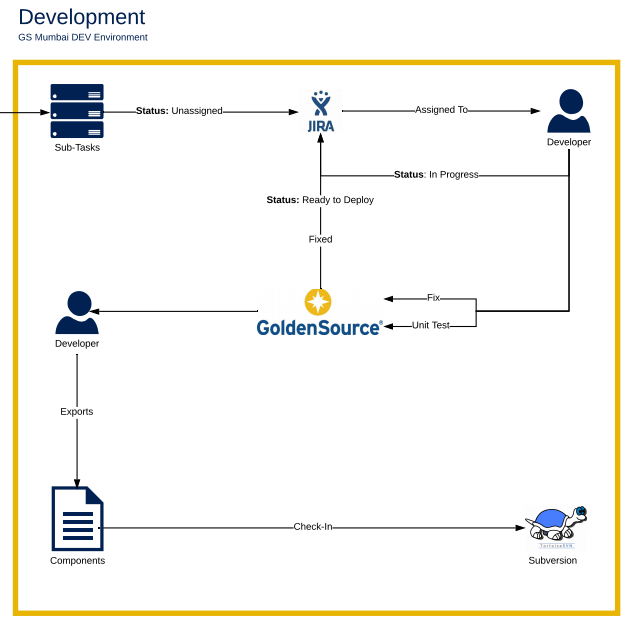 Development
GS Mumbai DEV Environment
Status: Unassigned
JIRA
Assigned To
Sub-Tasks
Developer
Status: In Progress
Status: Ready to Deploy
Fixed
GoldenSource®
Fix
Unit Test
Developer
Exports
Check-In
TortoiseSVN
Components
Subversion